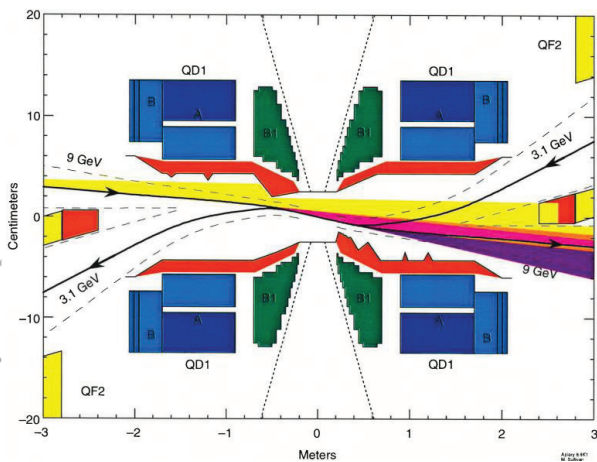 20
QF2
QD1
QD1
B
A
B1
B1
A
B
10
9 GeV
3.1 GeV
Centimeters
0
3.1 GeV
9 GeV
B1
B1
B
A
A
B
–10
QD1
QD1
QF2
–20
–3
–2
–1
0
1
2
3
Meters
M. Sullivan